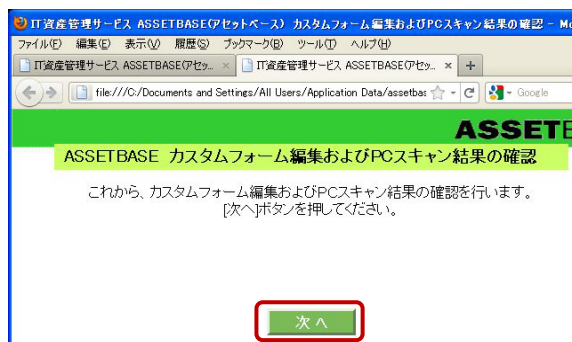 IT資産管理サービス ASSETBASE(アセットベース) カスタムフォーム編集およびPCスキャン結果の確認 - Mo
ファイル(F) 編集(E) 表示(V) 履歴(S) ブックマーク(B) ツール(T) ヘルプ(H)
IT資産管理サービス ASSETBASE(アセッ... × IT資産管理サービス ASSETBASE(アセッ... × +
file:///C:/Documents and Settings/All Users/Application Data/assetbas Google
ASSETB
ASSETBASE カスタムフォーム編集およびPCスキャン結果の確認
これから、カスタムフォーム編集およびPCスキャン結果の確認を行います。
[次へ]ボタンを押してください。
次 へ